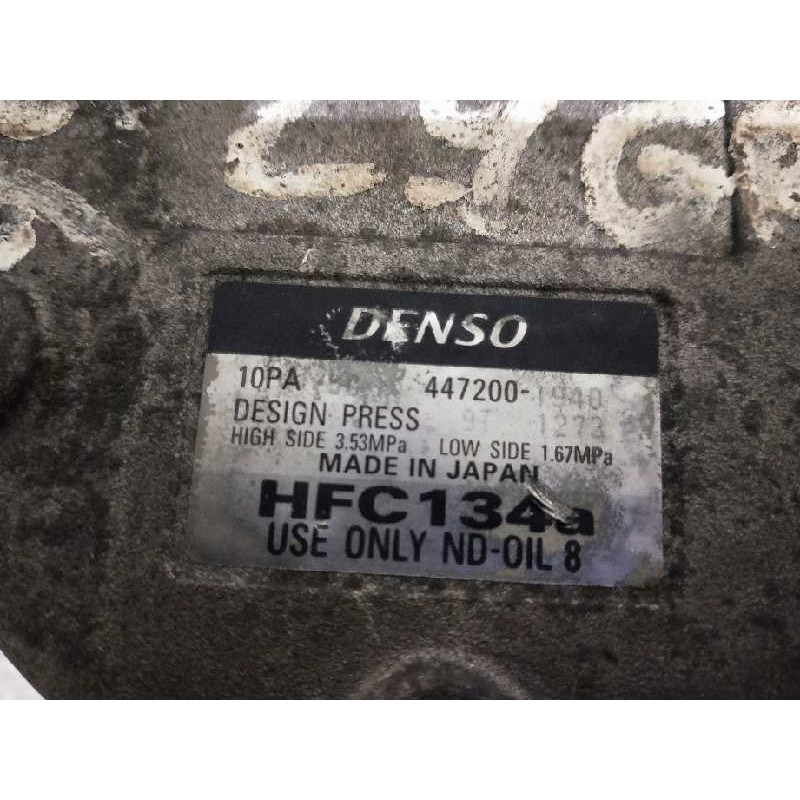 DENSO
10PA 447200-1940
DESIGN PRESS 1273
HIGH SIDE 3.53MPa LOW SIDE 1.67MPa
MADE IN JAPAN
HFC134a
USE ONLY ND-OIL 8